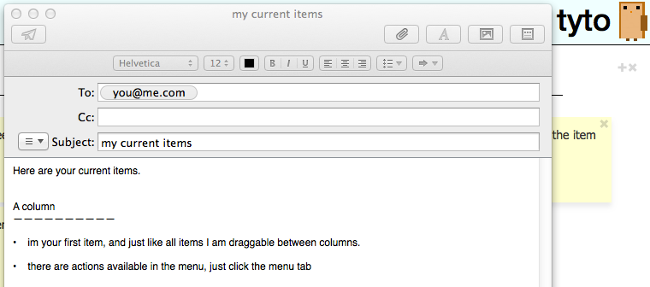 my current items
tyto
Helvetica 12 B I U
To: you@me.com
Cc:
Subject: my current items
the item
Here are your current items.
A column
——————————
• im your first item, and just like all items I am draggable between columns.
• there are actions available in the menu, just click the menu tab